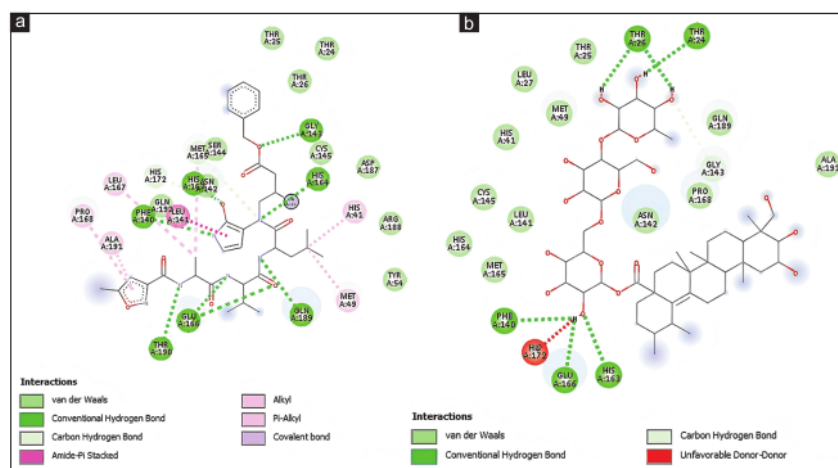 a
THR
A:25
THR
A:24
THR
A:26
GLY
A:143
MET
A:165
SER
A:144
CYS
A:145
HIS
A:172
ASN
A:142
HIS
A:164
ASP
A:187
LEU
A:167
PHE
A:140
LEU
A:141
HIS
A:41
PRO
A:168
ARG
A:188
ALA
A:191
TYR
A:54
MET
A:49
GLU
A:166
GLN
A:189
THR
A:190
Interactions
van der Waals
Conventional Hydrogen Bond
Carbon Hydrogen Bond
Amide-Pi Stacked
Alkyl
Pi-Alkyl
Covalent bond
b
THR
A:26
THR
A:24
THR
A:25
LEU
A:27
MET
A:49
GLN
A:189
HIS
A:41
GLY
A:143
ALA
A:191
CYS
A:145
PRO
A:168
LEU
A:141
ASN
A:142
HIS
A:164
MET
A:165
PHE
A:140
A:172
GLU
A:166
HIS
A:163
H
H
H
H
Interactions
van der Waals
Conventional Hydrogen Bond
Carbon Hydrogen Bond
Unfavorable Donor-Donor